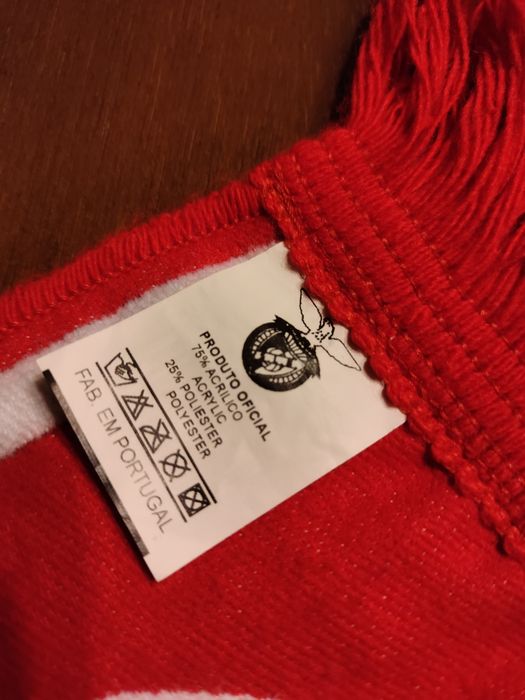 PRODUTO OFICIAL
75% ACRILICO
ACRYLIC
25% POLIESTER
POLYESTER
FAB. EM PORTUGAL